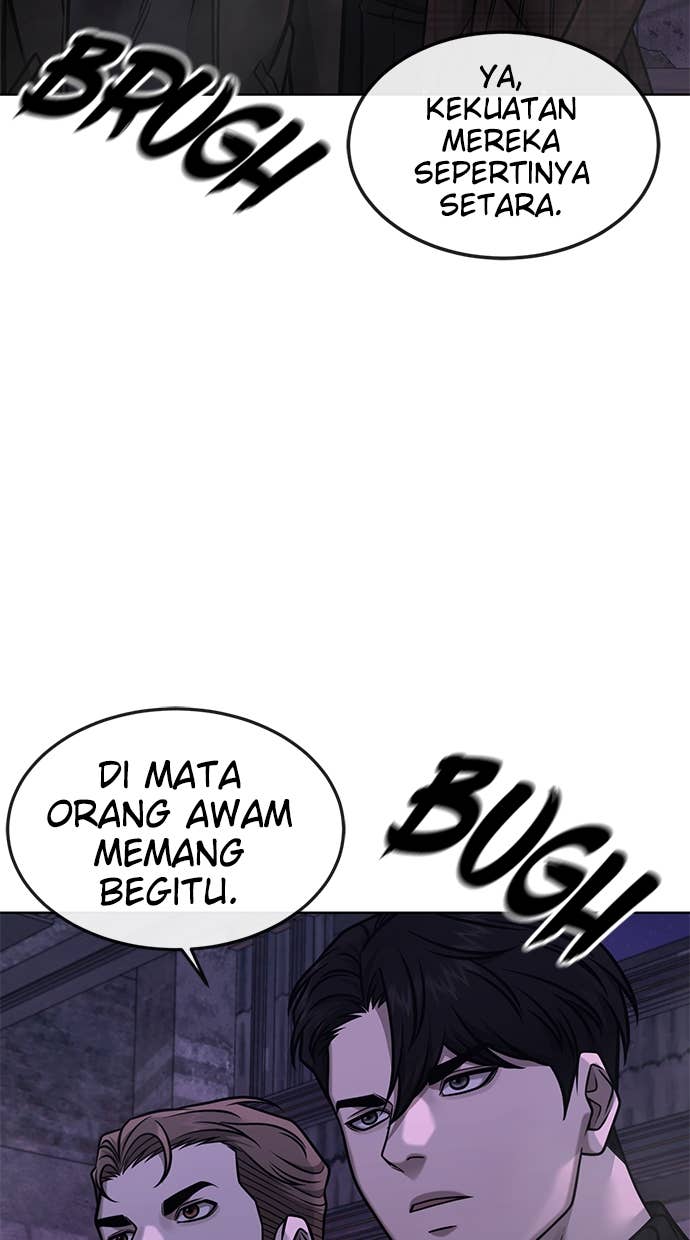 BRUGH
YA,
KEKUATAN
MEREKA
SEPERTINYA
SETARA.
DI MATA
ORANG AWAM
MEMANG
BEGITU.
BUGH